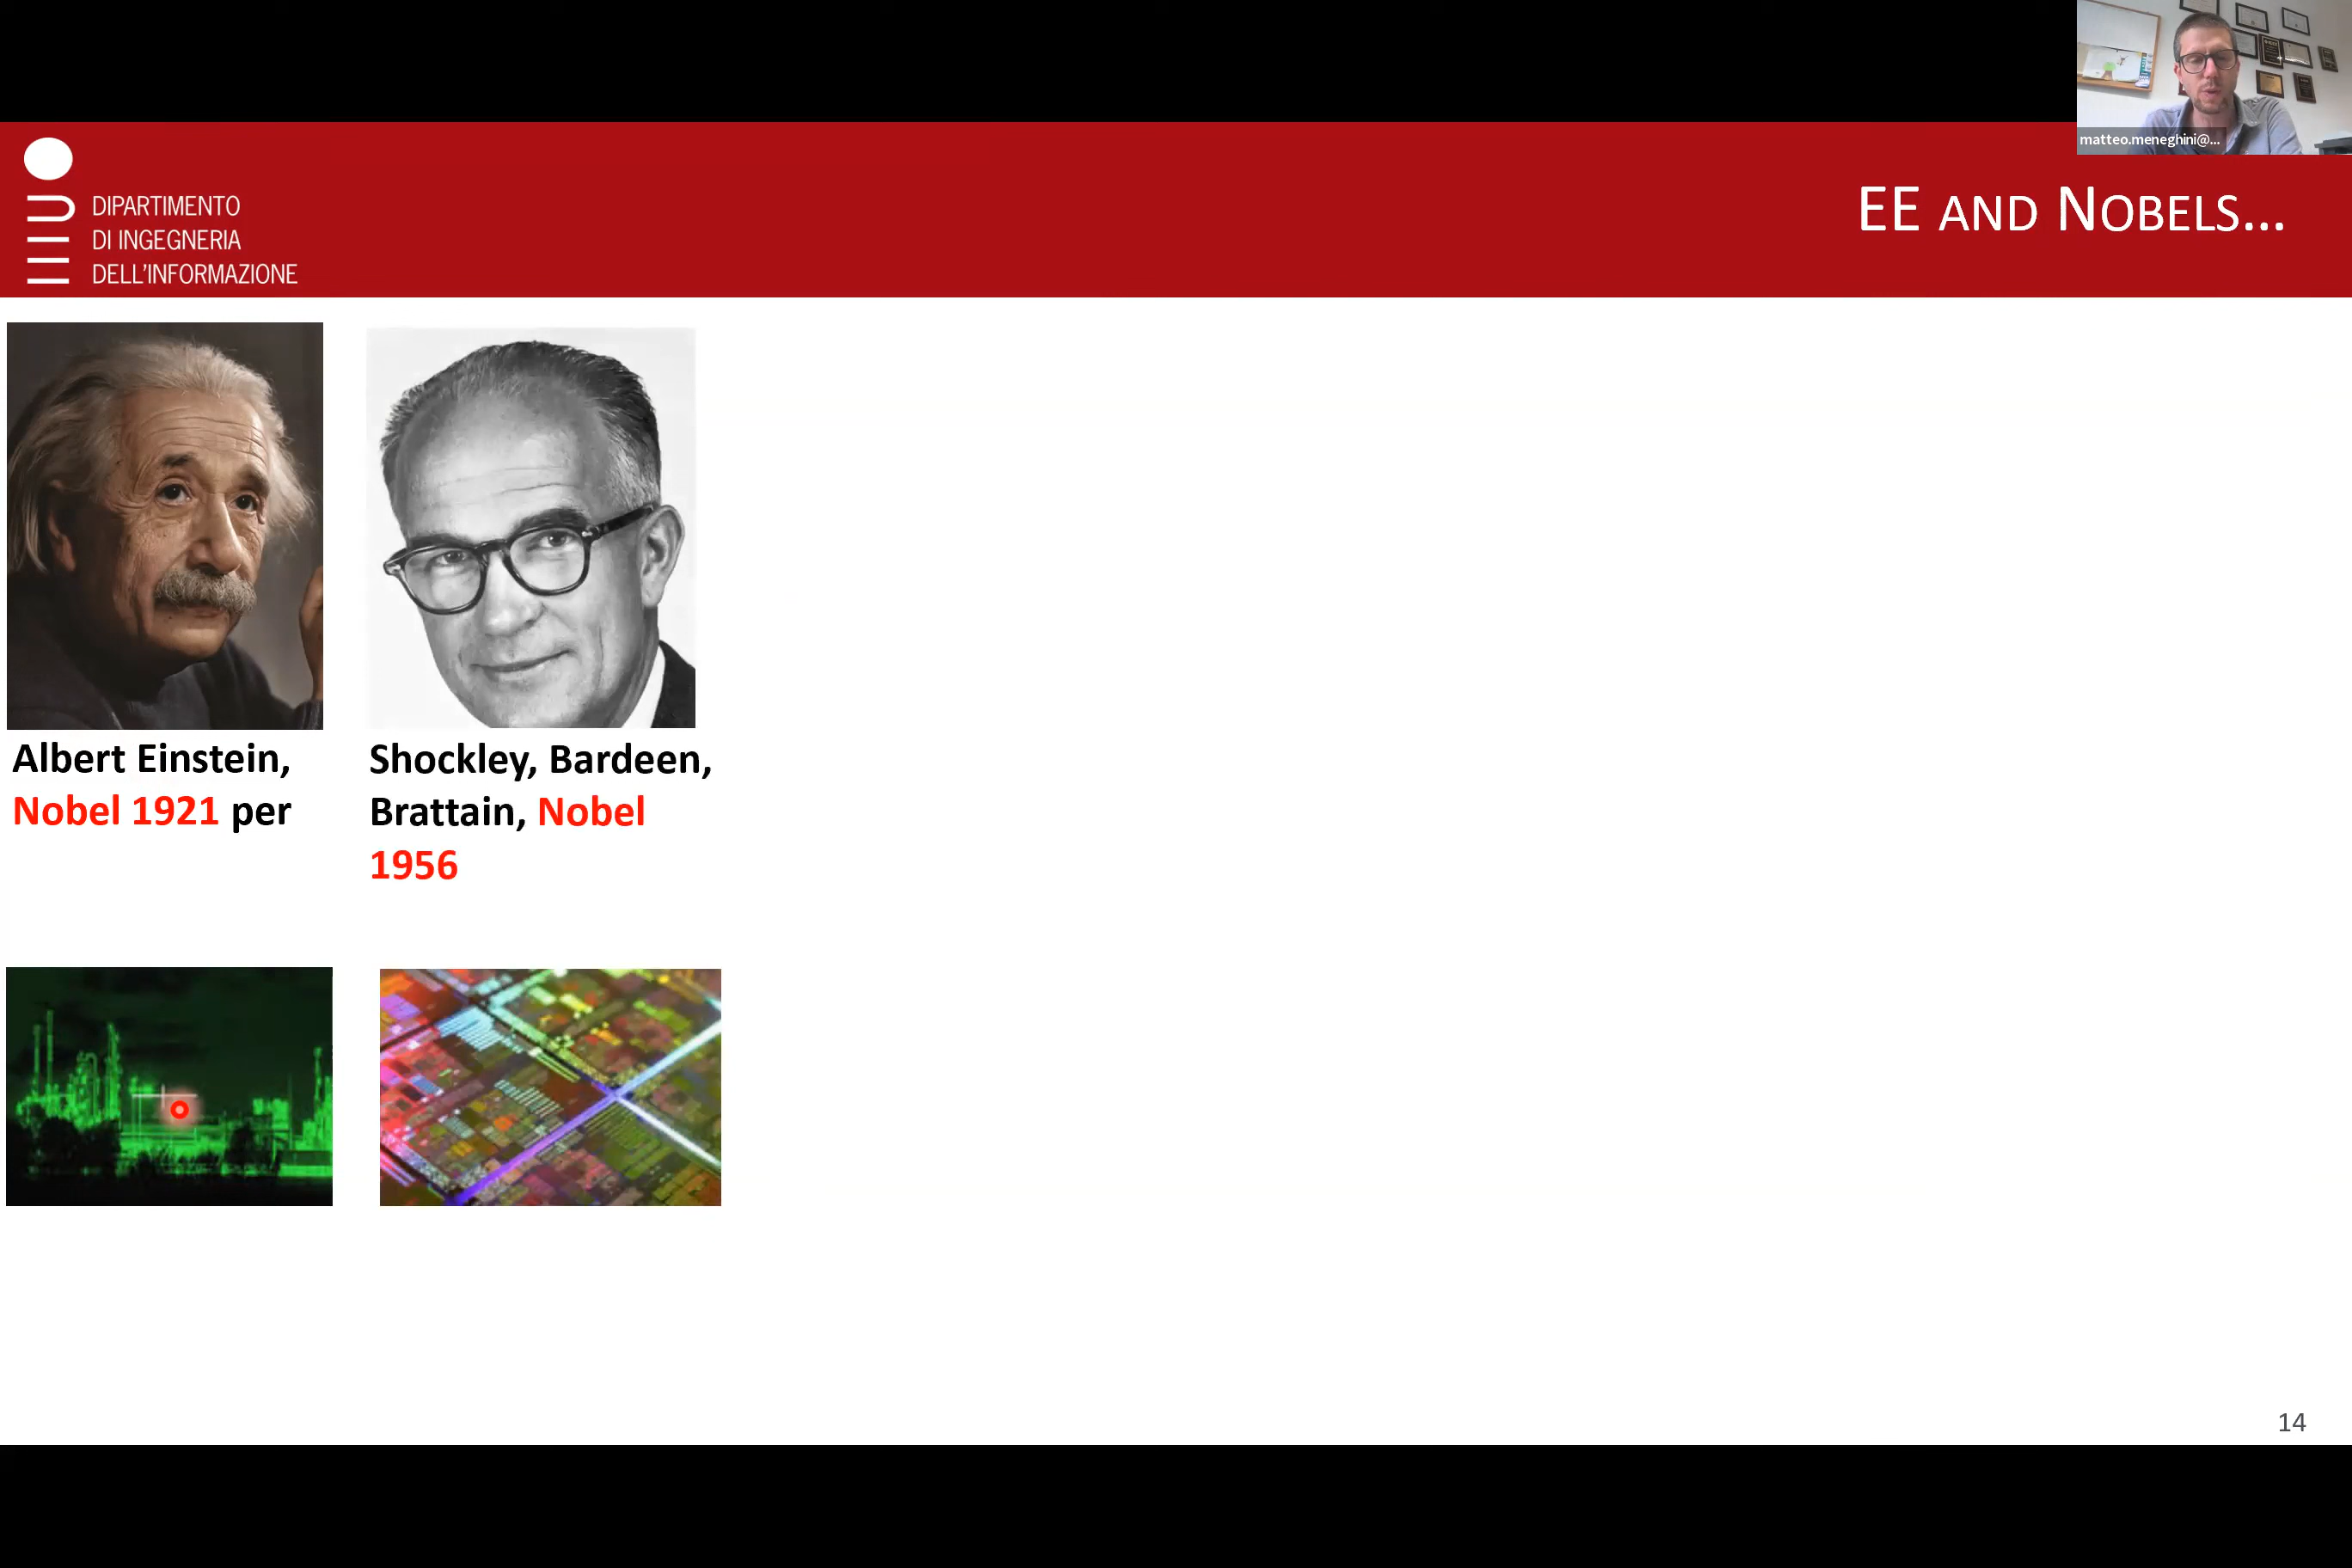 matteo.meneghini@...
DIPARTIMENTO
DI INGEGNERIA
DELL'INFORMAZIONE
EE AND NOBELS...
Albert Einstein,
Nobel 1921 per
Shockley, Bardeen,
Brattain, Nobel
1956
14